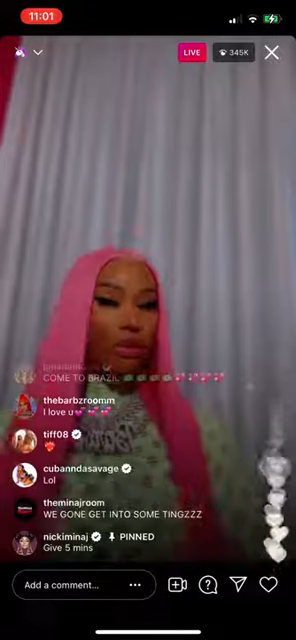 11:01
LIVE
345K
COME TO BRAZIL
thebarbzroomm
I love u
tiff08
cubanndasavage
Lol
theminajroom
WE GONE GET INTO SOME TINGZZZ
nickiminaj PINNED
Give 5 mins
Add a comment...